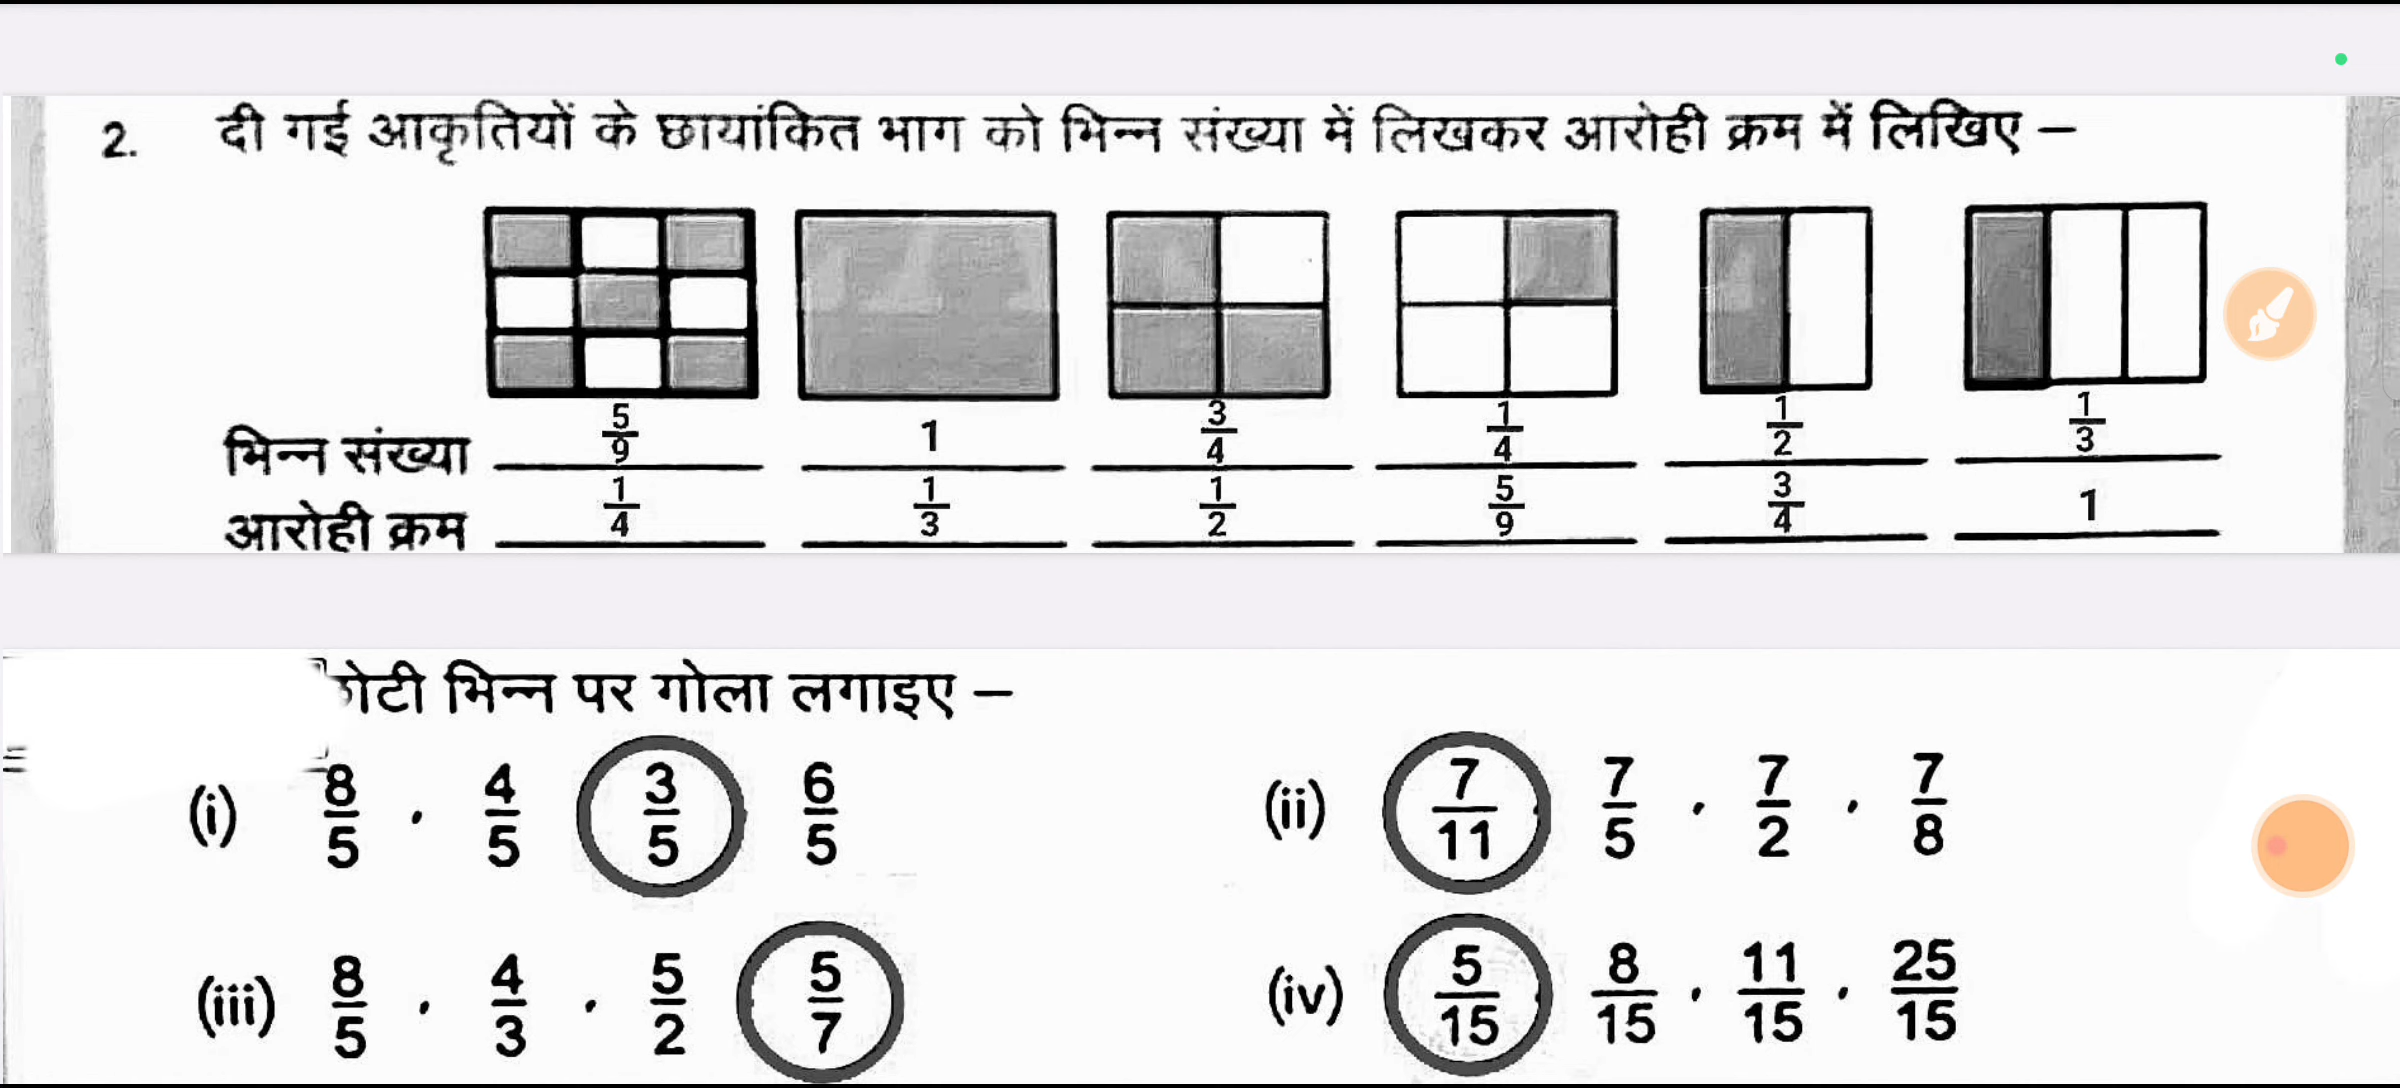 2. दी गई आकृतियों के छायांकित भाग को भिन्न संख्या में लिखकर आरोही क्रम में लिखिए –
भिन्न संख्या 5/9 1 3/4 1/4 1/2 1/3
आरोही क्रम 1/4 1/3 1/2 5/9 3/4 1
भिन्न पर गोला लगाइए –
(i) 8/5 , 4/5 3/5 6/5 (ii) 7/11 , 7/5 , 7/2 , 7/8
(iii) 8/5 , 4/3 , 5/2 5/7 (iv) 5/15 , 8/15 , 11/15 , 25/15